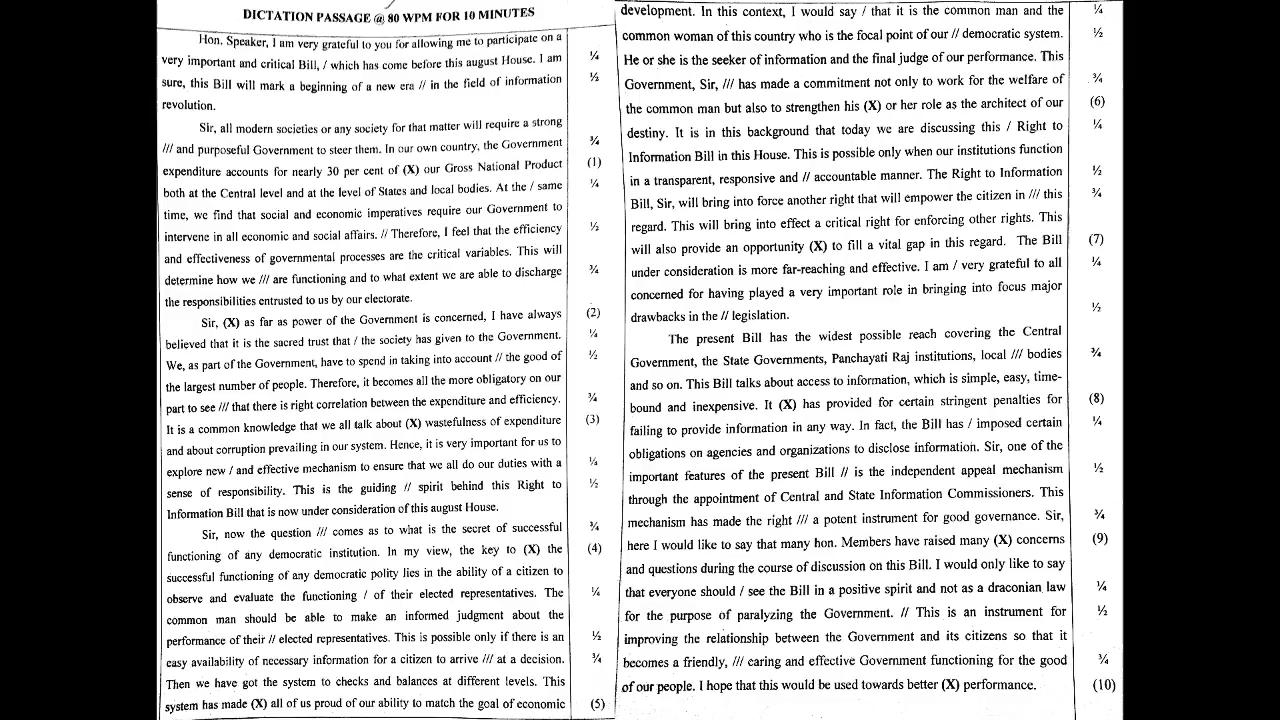 DICTATION PASSAGE @ 80 WPM FOR 10 MINUTES
Hon. Speaker, I am very grateful to you for allowing me to participate on a
very important and critical Bill, / which has come before this august House. I am ¼
sure, this Bill will mark a beginning of a new era // in the field of information ½
revolution.
Sir, all modern societies or any society for that matter will require a strong
/// and purposeful Government to steer them. In our own country, the Government ¾
expenditure accounts for nearly 30 per cent of (X) our Gross National Product (1)
both at the Central level and at the level of States and local bodies. At the / same ¼
time, we find that social and economic imperatives require our Government to
intervene in all economic and social affairs. // Therefore, I feel that the efficiency ½
and effectiveness of governmental processes are the critical variables. This will
determine how we /// are functioning and to what extent we are able to discharge ¾
the responsibilities entrusted to us by our electorate.
Sir, (X) as far as power of the Government is concerned, I have always (2)
believed that it is the sacred trust that / the society has given to the Government. ¼
We, as part of the Government, have to spend in taking into account // the good of ½
the largest number of people. Therefore, it becomes all the more obligatory on our
part to see /// that there is right correlation between the expenditure and efficiency. ¾
It is a common knowledge that we all talk about (X) wastefulness of expenditure (3)
and about corruption prevailing in our system. Hence, it is very important for us to
explore new / and effective mechanism to ensure that we all do our duties with a ¼
sense of responsibility. This is the guiding // spirit behind this Right to ½
Information Bill that is now under consideration of this august House.
Sir, now the question /// comes as to what is the secret of successful ¾
functioning of any democratic institution. In my view, the key to (X) the (4)
successful functioning of any democratic polity lies in the ability of a citizen to
observe and evaluate the functioning / of their elected representatives. The ¼
common man should be able to make an informed judgment about the
performance of their // elected representatives. This is possible only if there is an ½
easy availability of necessary information for a citizen to arrive /// at a decision. ¾
Then we have got the system to checks and balances at different levels. This
system has made (X) all of us proud of our ability to match the goal of economic (5)
development. In this context, I would say / that it is the common man and the ¼
common woman of this country who is the focal point of our // democratic system. ½
He or she is the seeker of information and the final judge of our performance. This
Government, Sir, /// has made a commitment not only to work for the welfare of ¾
the common man but also to strengthen his (X) or her role as the architect of our (6)
destiny. It is in this background that today we are discussing this / Right to ¼
Information Bill in this House. This is possible only when our institutions function
in a transparent, responsive and // accountable manner. The Right to Information ½
Bill, Sir, will bring into force another right that will empower the citizen in /// this ¾
regard. This will bring into effect a critical right for enforcing other rights. This
will also provide an opportunity (X) to fill a vital gap in this regard. The Bill (7)
under consideration is more far-reaching and effective. I am / very grateful to all ¼
concerned for having played a very important role in bringing into focus major
drawbacks in the // legislation. ½
The present Bill has the widest possible reach covering the Central
Government, the State Governments, Panchayati Raj institutions, local /// bodies ¾
and so on. This Bill talks about access to information, which is simple, easy, time-
bound and inexpensive. It (X) has provided for certain stringent penalties for (8)
failing to provide information in any way. In fact, the Bill has / imposed certain ¼
obligations on agencies and organizations to disclose information. Sir, one of the
important features of the present Bill // is the independent appeal mechanism ½
through the appointment of Central and State Information Commissioners. This
mechanism has made the right /// a potent instrument for good governance. Sir, ¾
here I would like to say that many hon. Members have raised many (X) concerns (9)
and questions during the course of discussion on this Bill. I would only like to say
that everyone should / see the Bill in a positive spirit and not as a draconian law ¼
for the purpose of paralyzing the Government. // This is an instrument for ½
improving the relationship between the Government and its citizens so that it
becomes a friendly, /// caring and effective Government functioning for the good ¾
of our people. I hope that this would be used towards better (X) performance. (10)